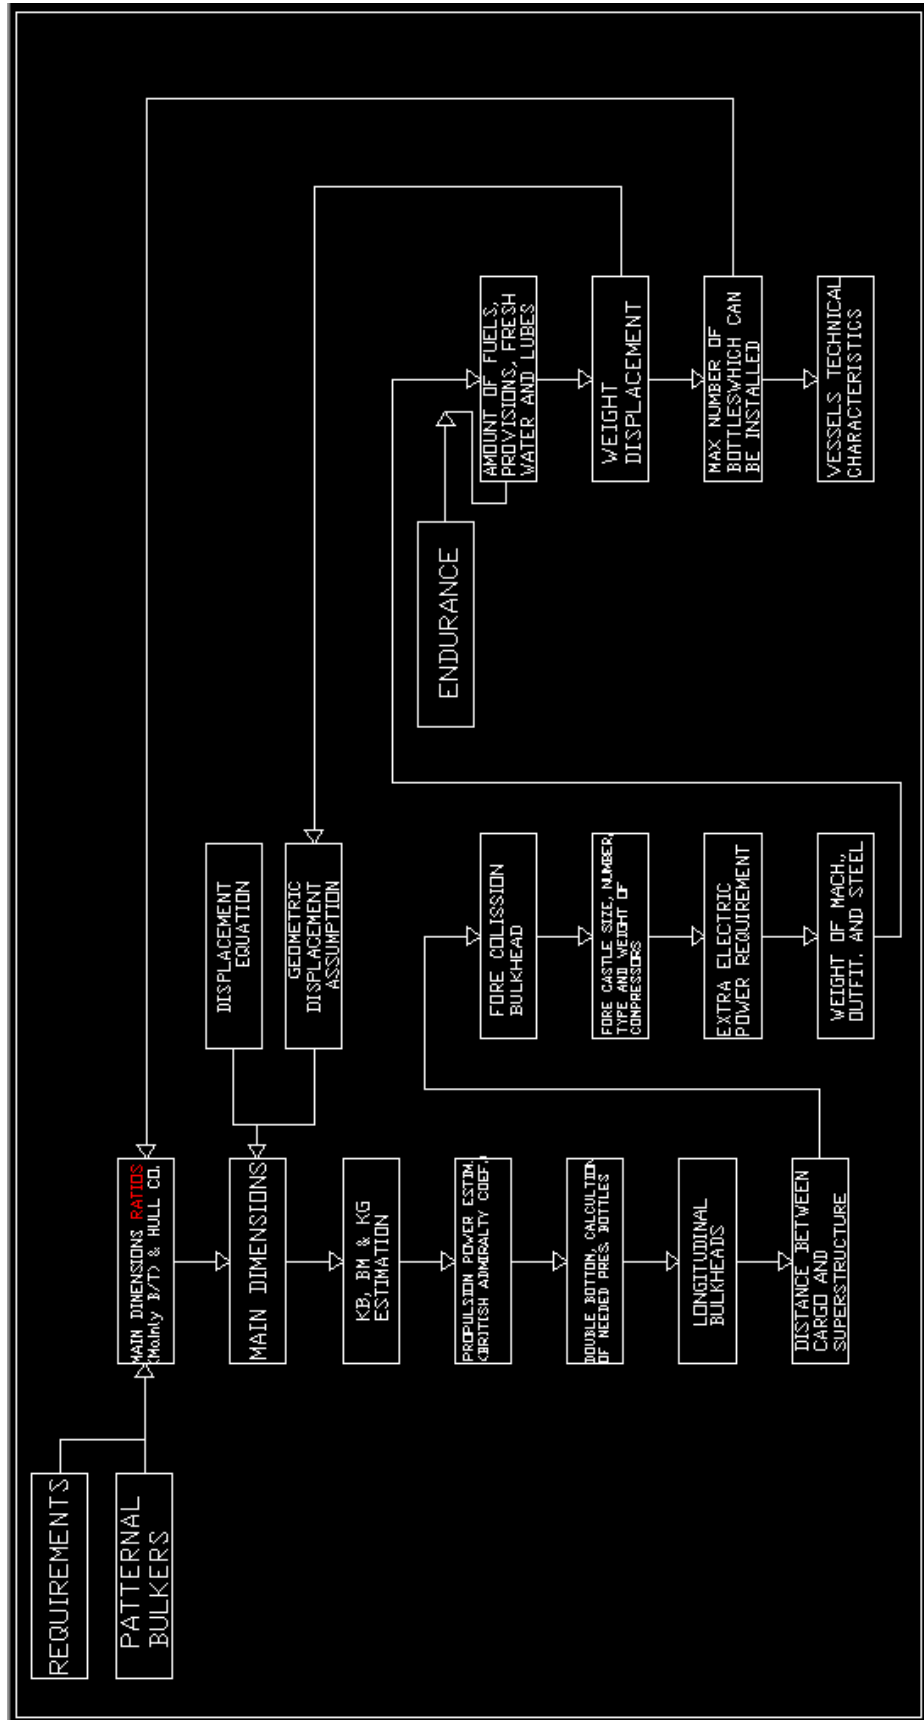 REQUIREMENTS
PATTERNAL
BULKERS
MAIN DIMENSIONS RATIOS
(Mainly B/T) & HULL CO.
MAIN DIMENSIONS
KB, BM & KG
ESTIMATION
PROPULSION POWER ESTIM.
(BRITISH ADMIRALTY COEF.,
DOUBLE BOTTON, CALCULTION
OF NEEDED PRES. BOTTLES
LONGITUDINAL
BULKHEADS
DISTANCE BETWEEN
CARGO AND
SUPERSTRUCTURE
DISPLACEMENT
EQUATION
GEOMETRIC
DISPLACEMENT
ASSUMPTION
FORE COLISSION
BULKHEAD
FORE CASTLE SIZE, NUMBER,
TYPE AND WEIGHT OF
COMPRESSORS
EXTRA ELECTRIC
POWER REQUIREMENT
WEIGHT OF MACH.,
OUTFIT. AND STEEL
ENDURANCE
AMOUNT OF FUELS,
PROVISIONS, FRESH
WATER AND LUBES
WEIGHT
DISPLACEMENT
MAX NUMBER OF
BOTTLESWHICH CAN
BE INSTALLED
VESSELS TECHNICAL
CHARACTERISTICS